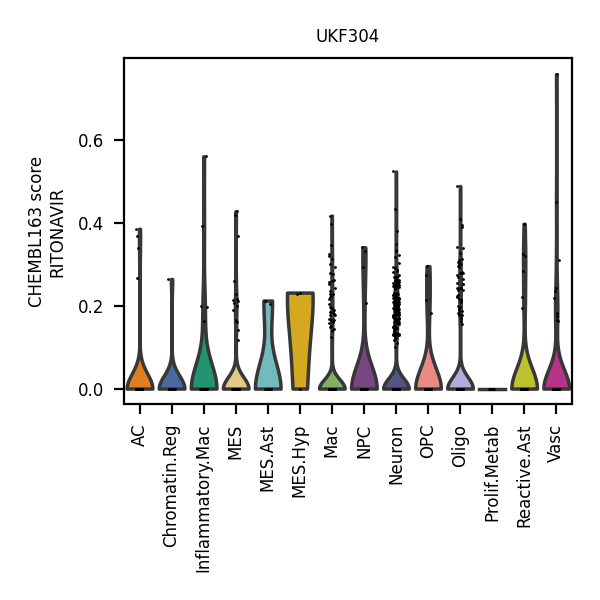 UKF304
CHEMBL163 score
RITONAVIR
0.6
0.4
0.2
0.0
AC
Chromatin.Reg
Inflammatory.Mac
MES
MES.Ast
MES.Hyp
Mac
NPC
Neuron
OPC
Oligo
Prolif.Metab
Reactive.Ast
Vasc